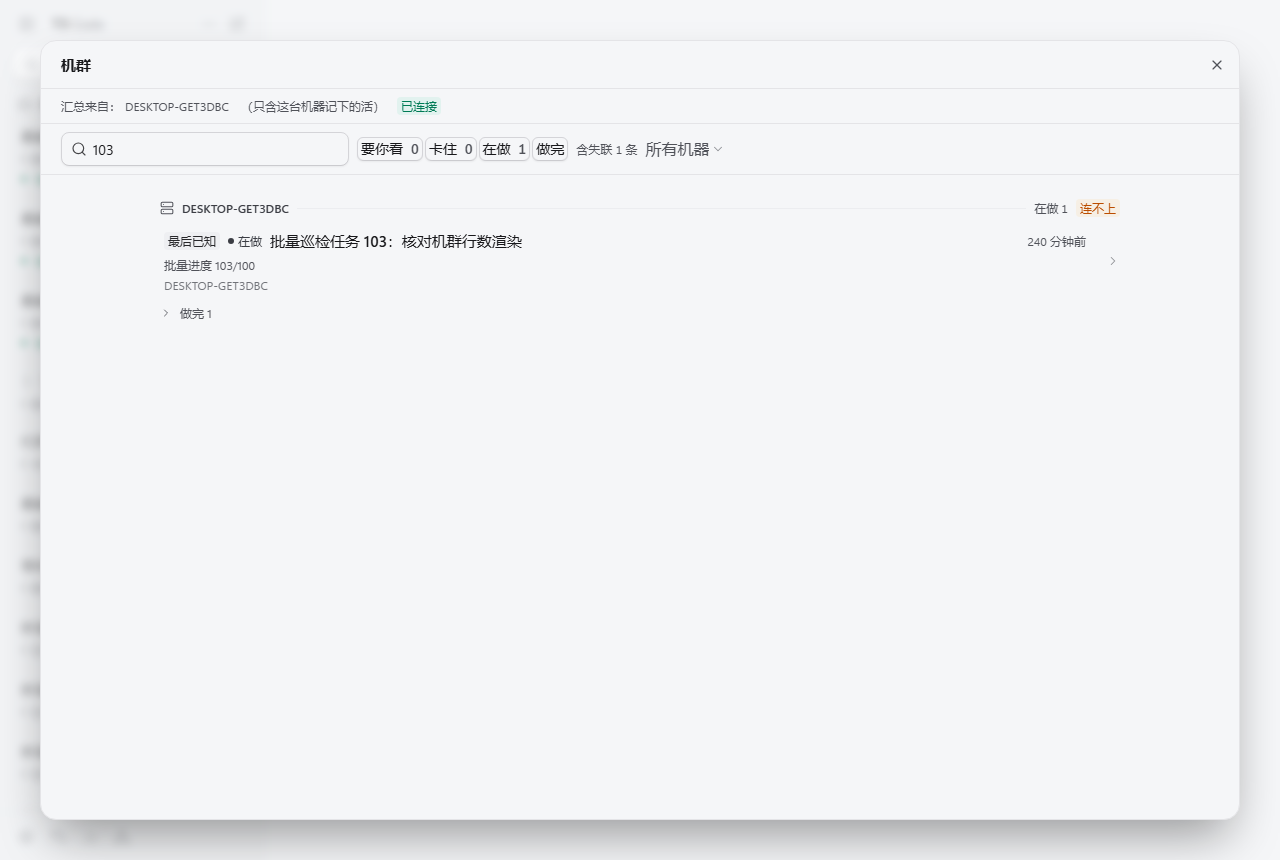 机群
汇总来自： DESKTOP-GET3DBC （只含这台机器记下的活） 已连接
103 要你看 0 卡住 0 在做 1 做完 含失联 1 条 所有机器
DESKTOP-GET3DBC 在做 1 连不上
最后已知 在做 批量巡检任务 103：核对机群行数渲染 240 分钟前
批量进度 103/100
DESKTOP-GET3DBC
做完 1